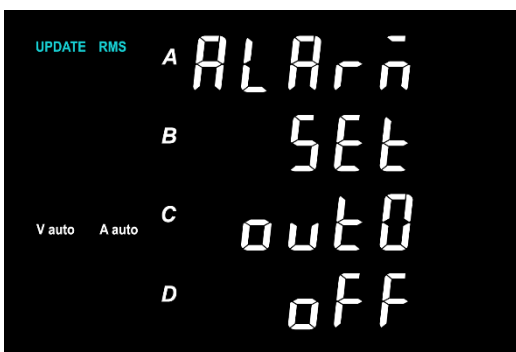 UPDATE RMS
A ALArm
B SEt
V auto A auto
C out0
D oFF